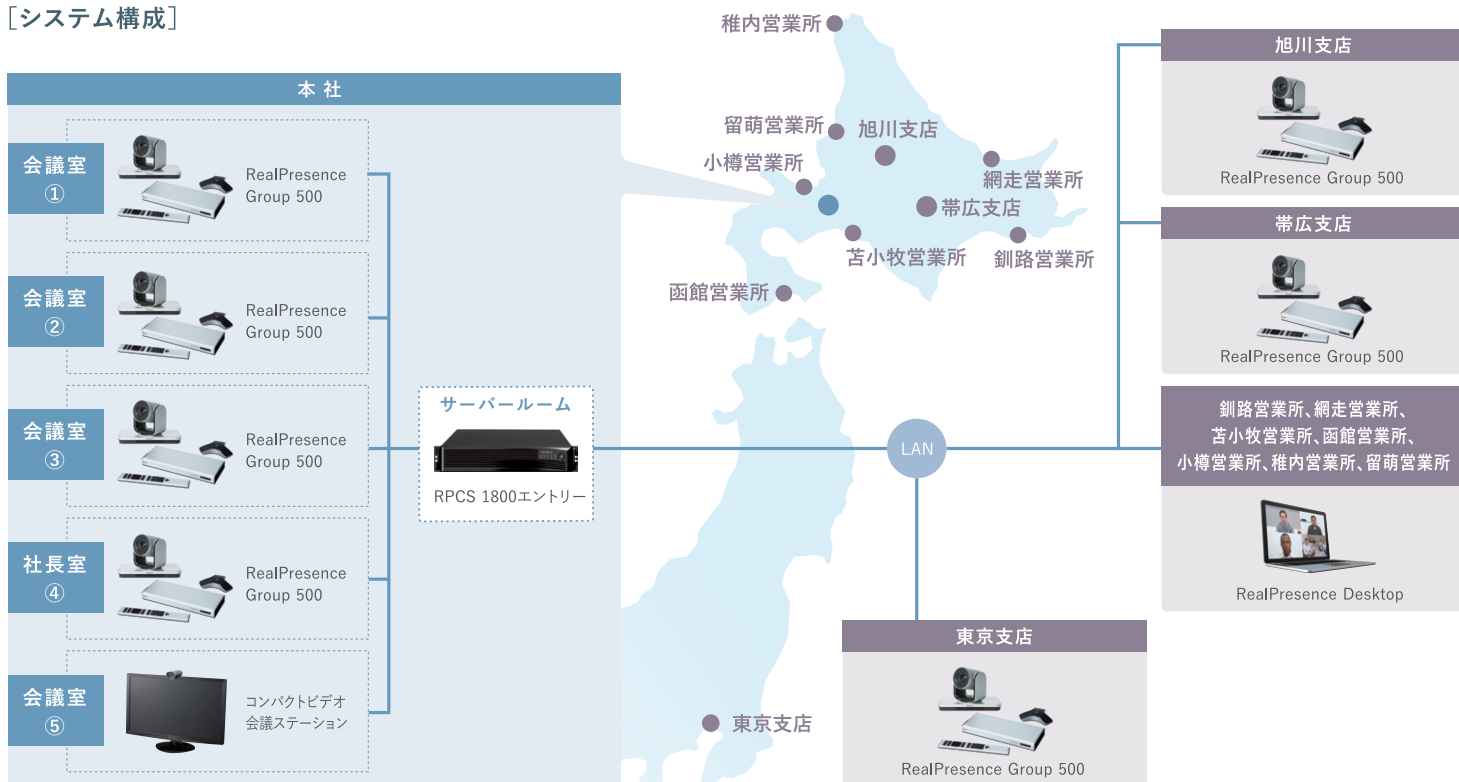 [システム構成]
本社
会議室
①
RealPresence
Group 500
会議室
②
RealPresence
Group 500
会議室
③
RealPresence
Group 500
社長室
④
RealPresence
Group 500
会議室
⑤
コンパクトビデオ
会議ステーション
サーバールーム
RPCS 1800エントリー
稚内営業所
留萌営業所
旭川支店
小樽営業所
網走営業所
帯広支店
苫小牧営業所
釧路営業所
函館営業所
東京支店
LAN
旭川支店
RealPresence Group 500
帯広支店
RealPresence Group 500
釧路営業所、網走営業所、
苫小牧営業所、函館営業所、
小樽営業所、稚内営業所、留萌営業所
RealPresence Desktop
東京支店
RealPresence Group 500